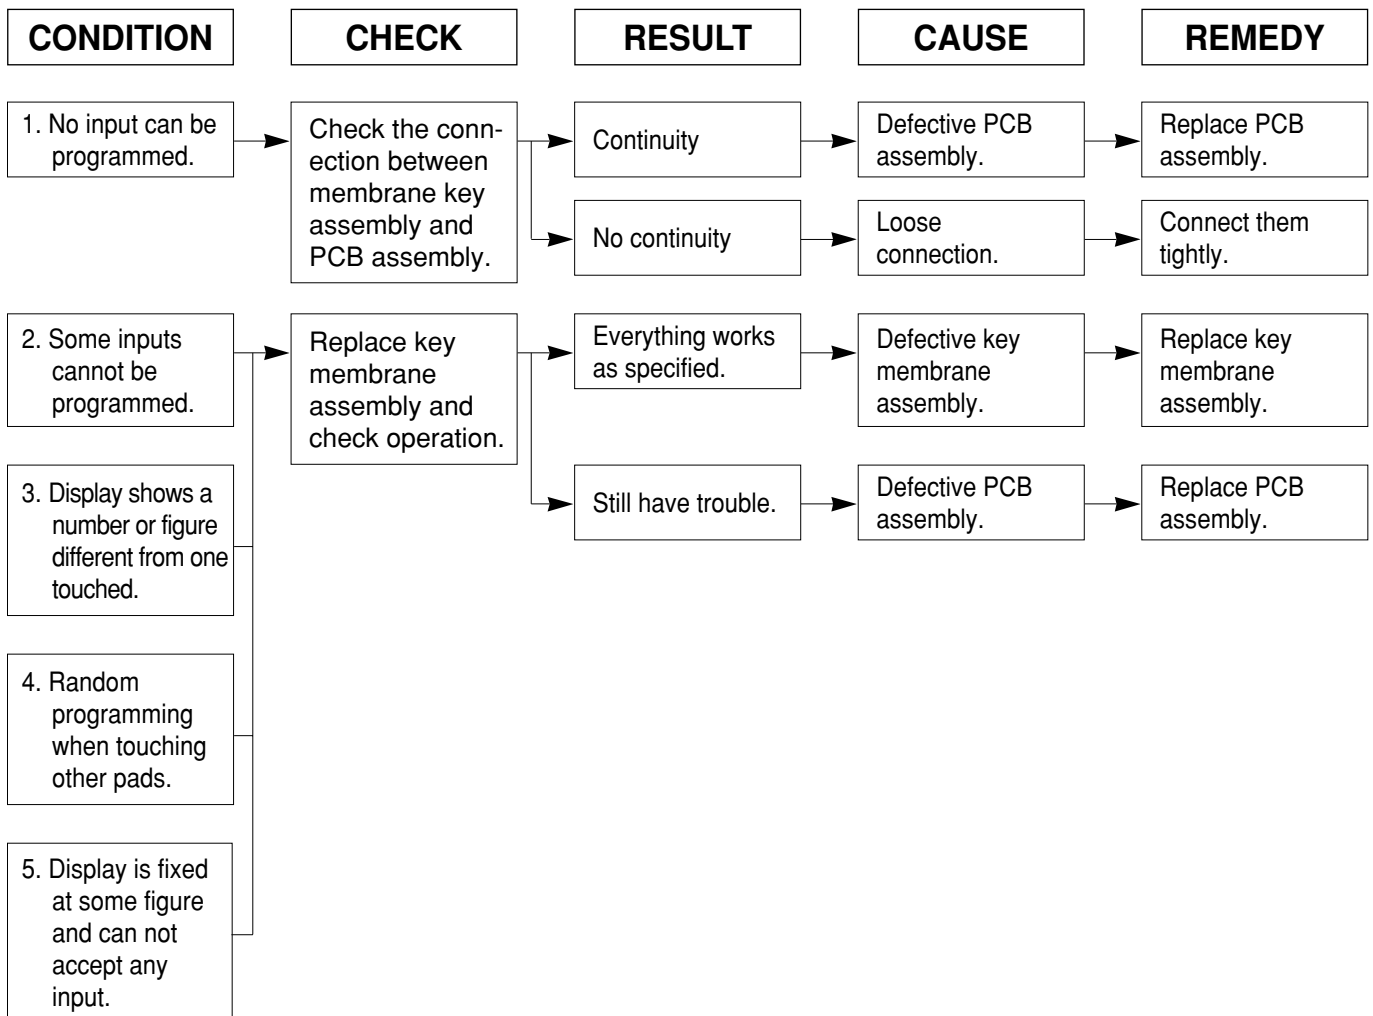 CONDITION
CHECK
RESULT
CAUSE
REMEDY
1. No input can be
programmed.
Check the conn-
ection between
membrane key
assembly and
PCB assembly.
Continuity
Defective PCB
assembly.
Replace PCB
assembly.
No continuity
Loose
connection.
Connect them
tightly.
2. Some inputs
cannot be
programmed.
Replace key
membrane
assembly and
check operation.
Everything works
as specified.
Defective key
membrane
assembly.
Replace key
membrane
assembly.
Still have trouble.
Defective PCB
assembly.
Replace PCB
assembly.
3. Display shows a
number or figure
different from one
touched.
4. Random
programming
when touching
other pads.
5. Display is fixed
at some figure
and can not
accept any
input.